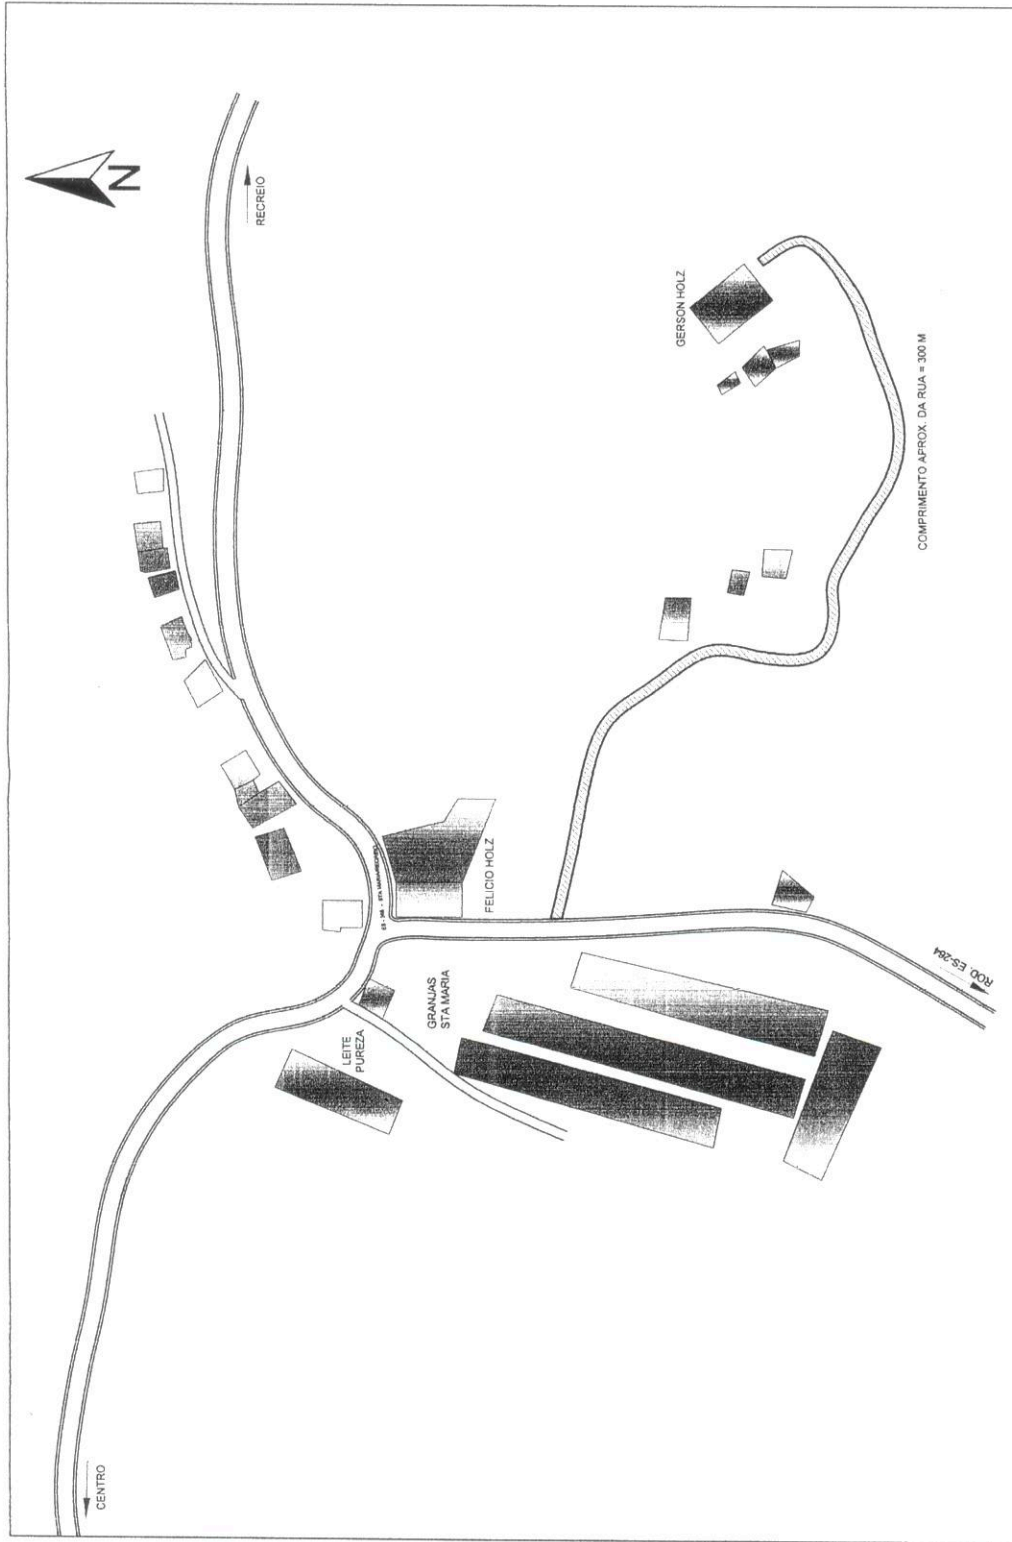 N
RECREIO
GERSON HOLZ
COMPRIMENTO APROX. DA RUA = 300 M
FELICIO HOLZ
GRANJAS
STA MARIA
LEITE
PUREZA
ROD. ES-264
CENTRO